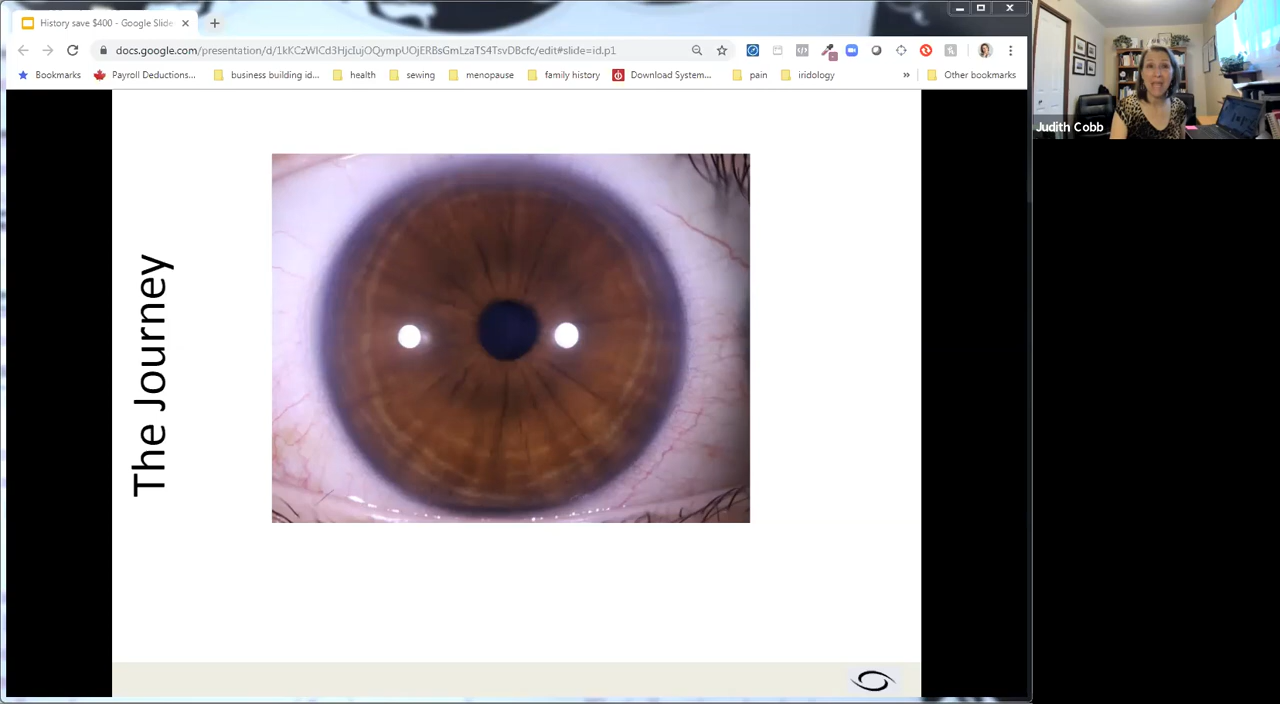 History save $400 - Google Slide
docs.google.com/presentation/d/1kKCzWlCd3HjcIujOQympUOjERBsGmLzaTS4TsvDBcfc/edit#slide=id.p1
Bookmarks Payroll Deductions... business building id... health sewing menopause family history Download System... pain iridology » Other bookmarks
Judith Cobb
The Journey